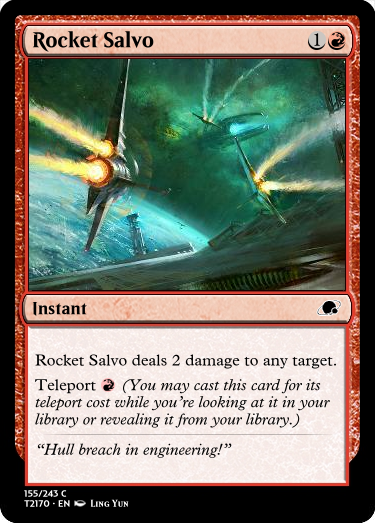 Rocket Salvo 1
Instant
Rocket Salvo deals 2 damage to any target.
Teleport (You may cast this card for its
teleport cost while you're looking at it in your
library or revealing it from your library.)
“Hull breach in engineering!”
155/243 C
T2170 · EN Ling Yun